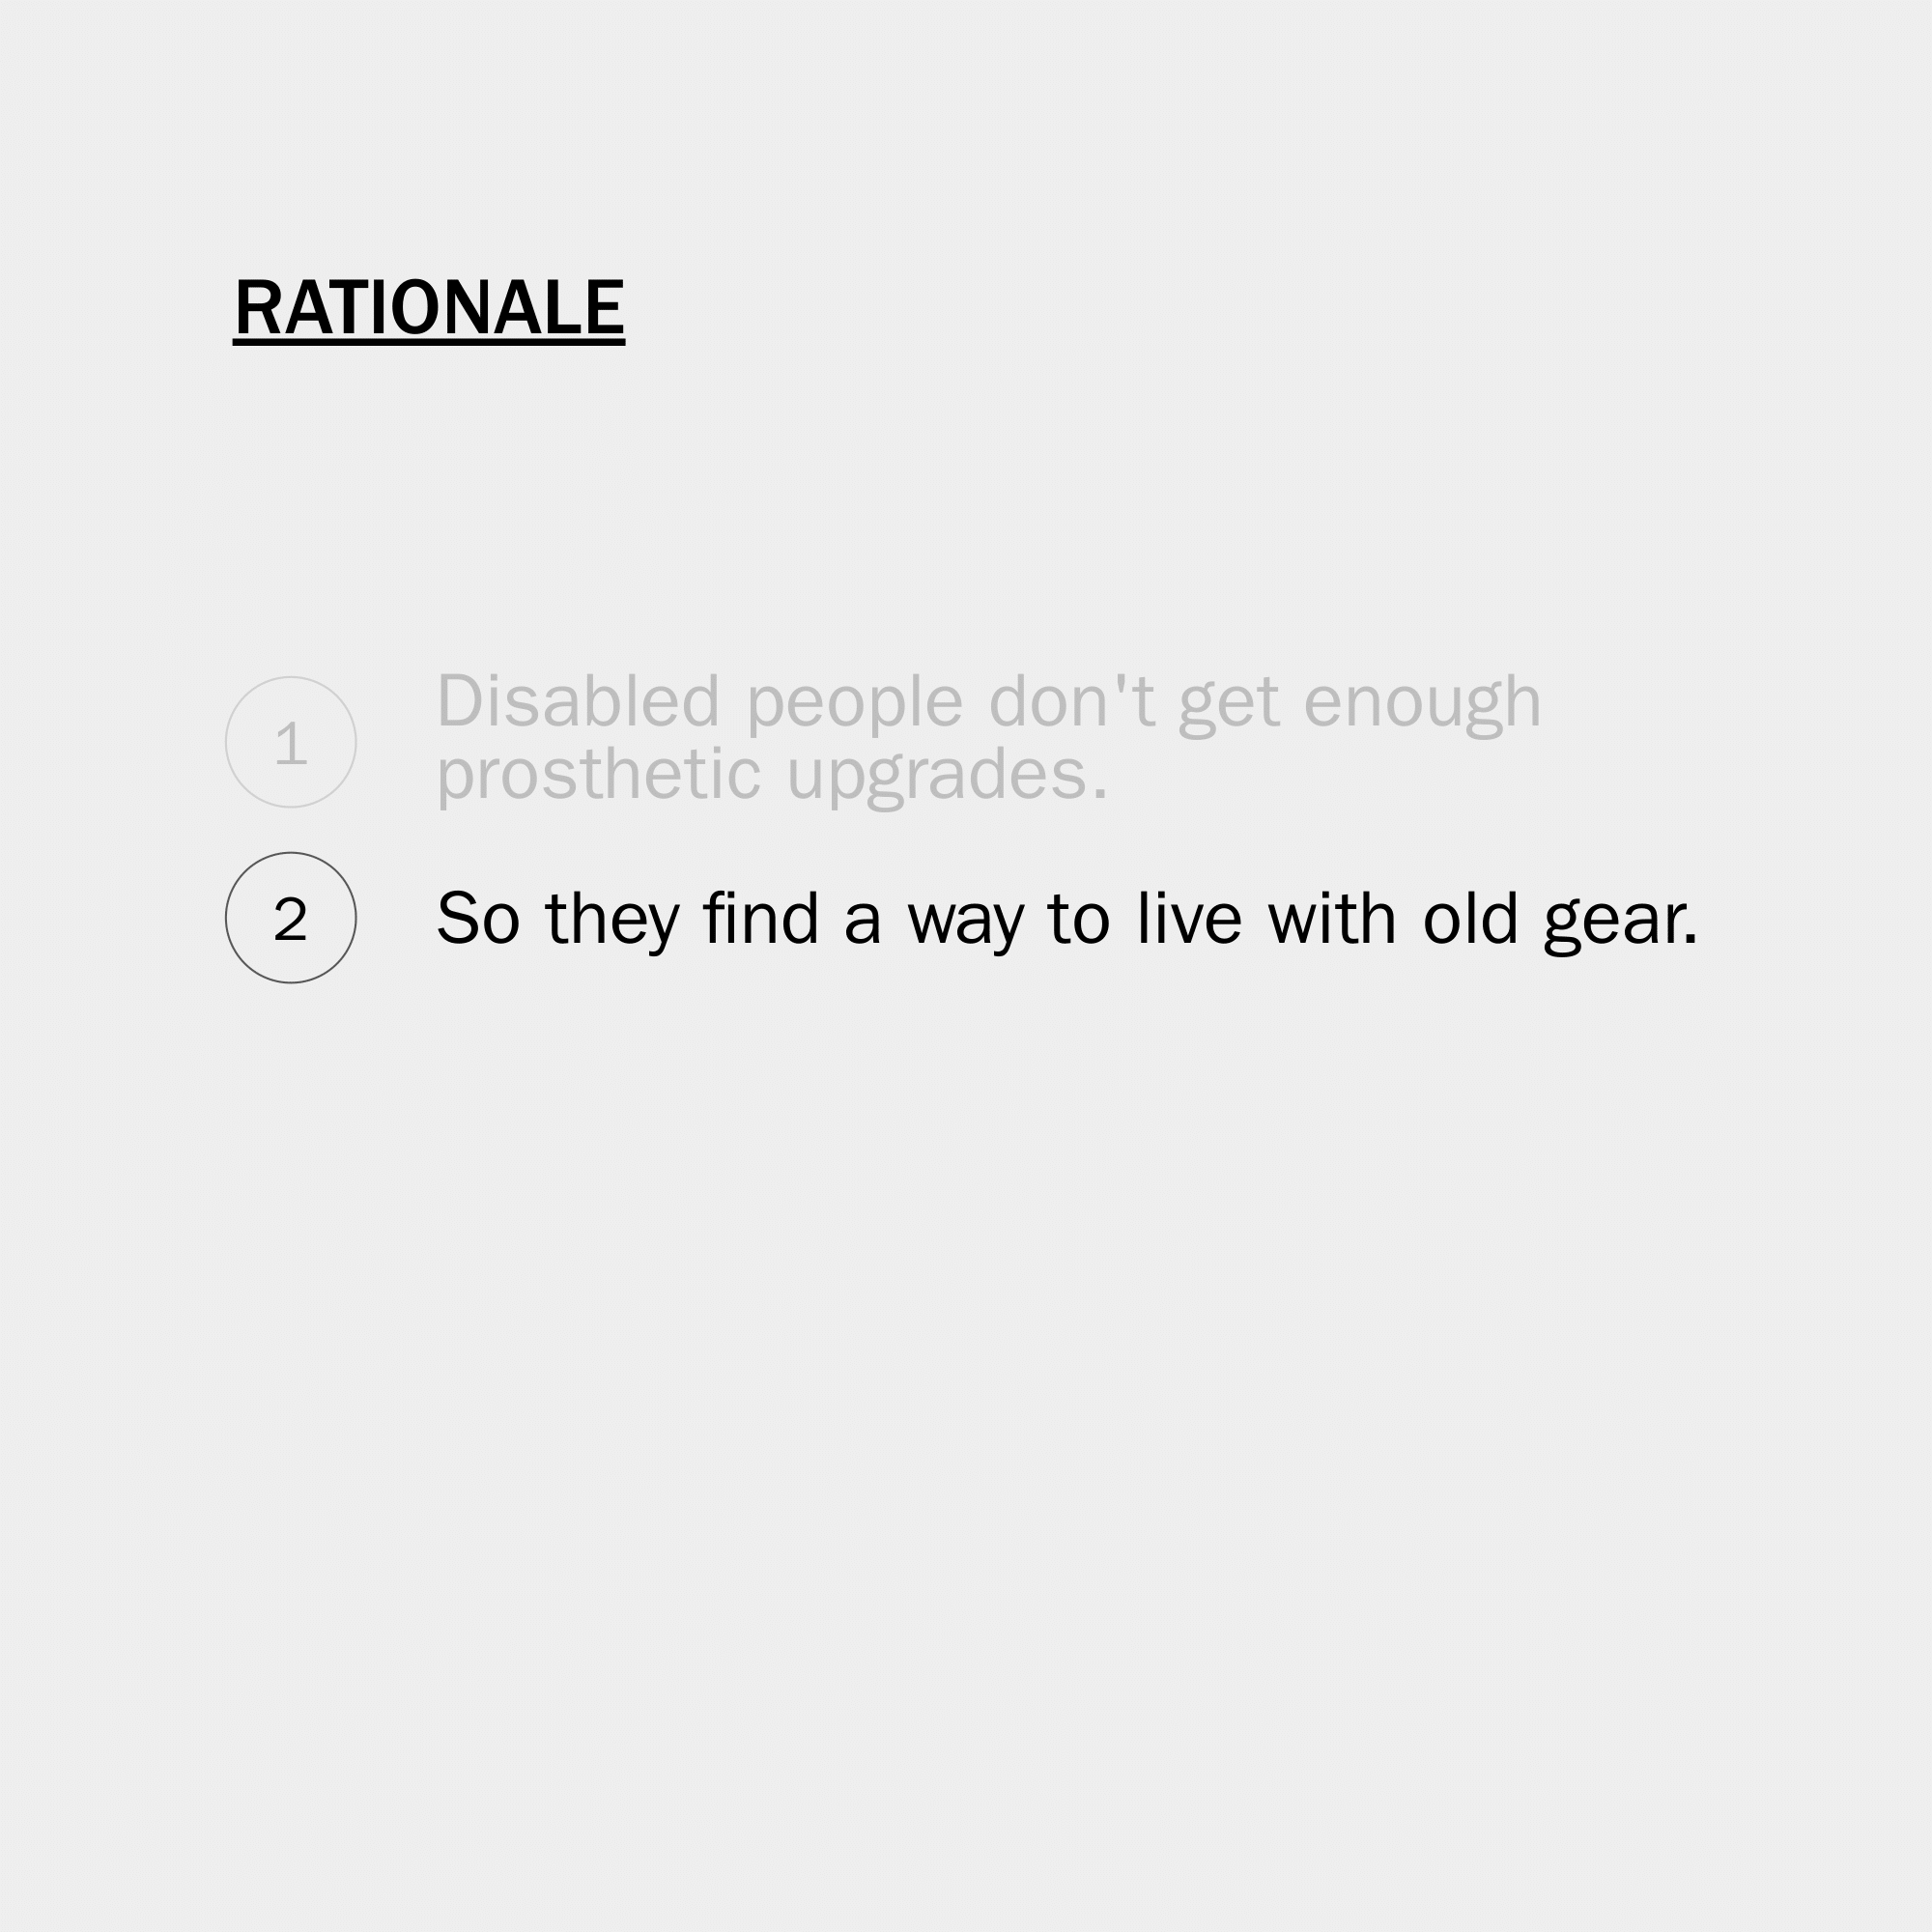 RATIONALE
1
Disabled people don't get enough
prosthetic upgrades.
2
So they find a way to live with old gear.